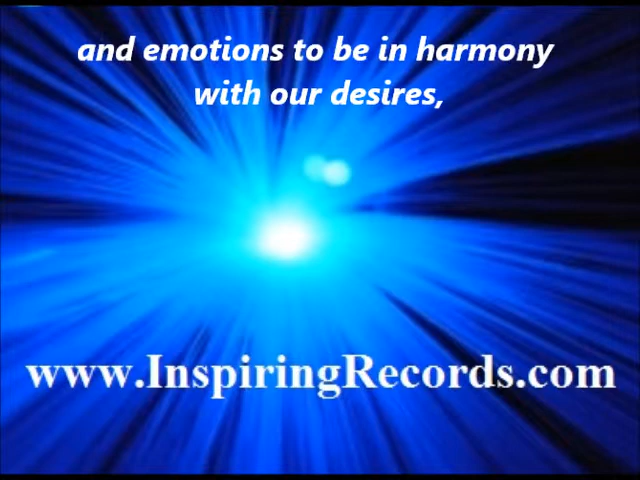 and emotions to be in harmony
with our desires,
www.InspiringRecords.com